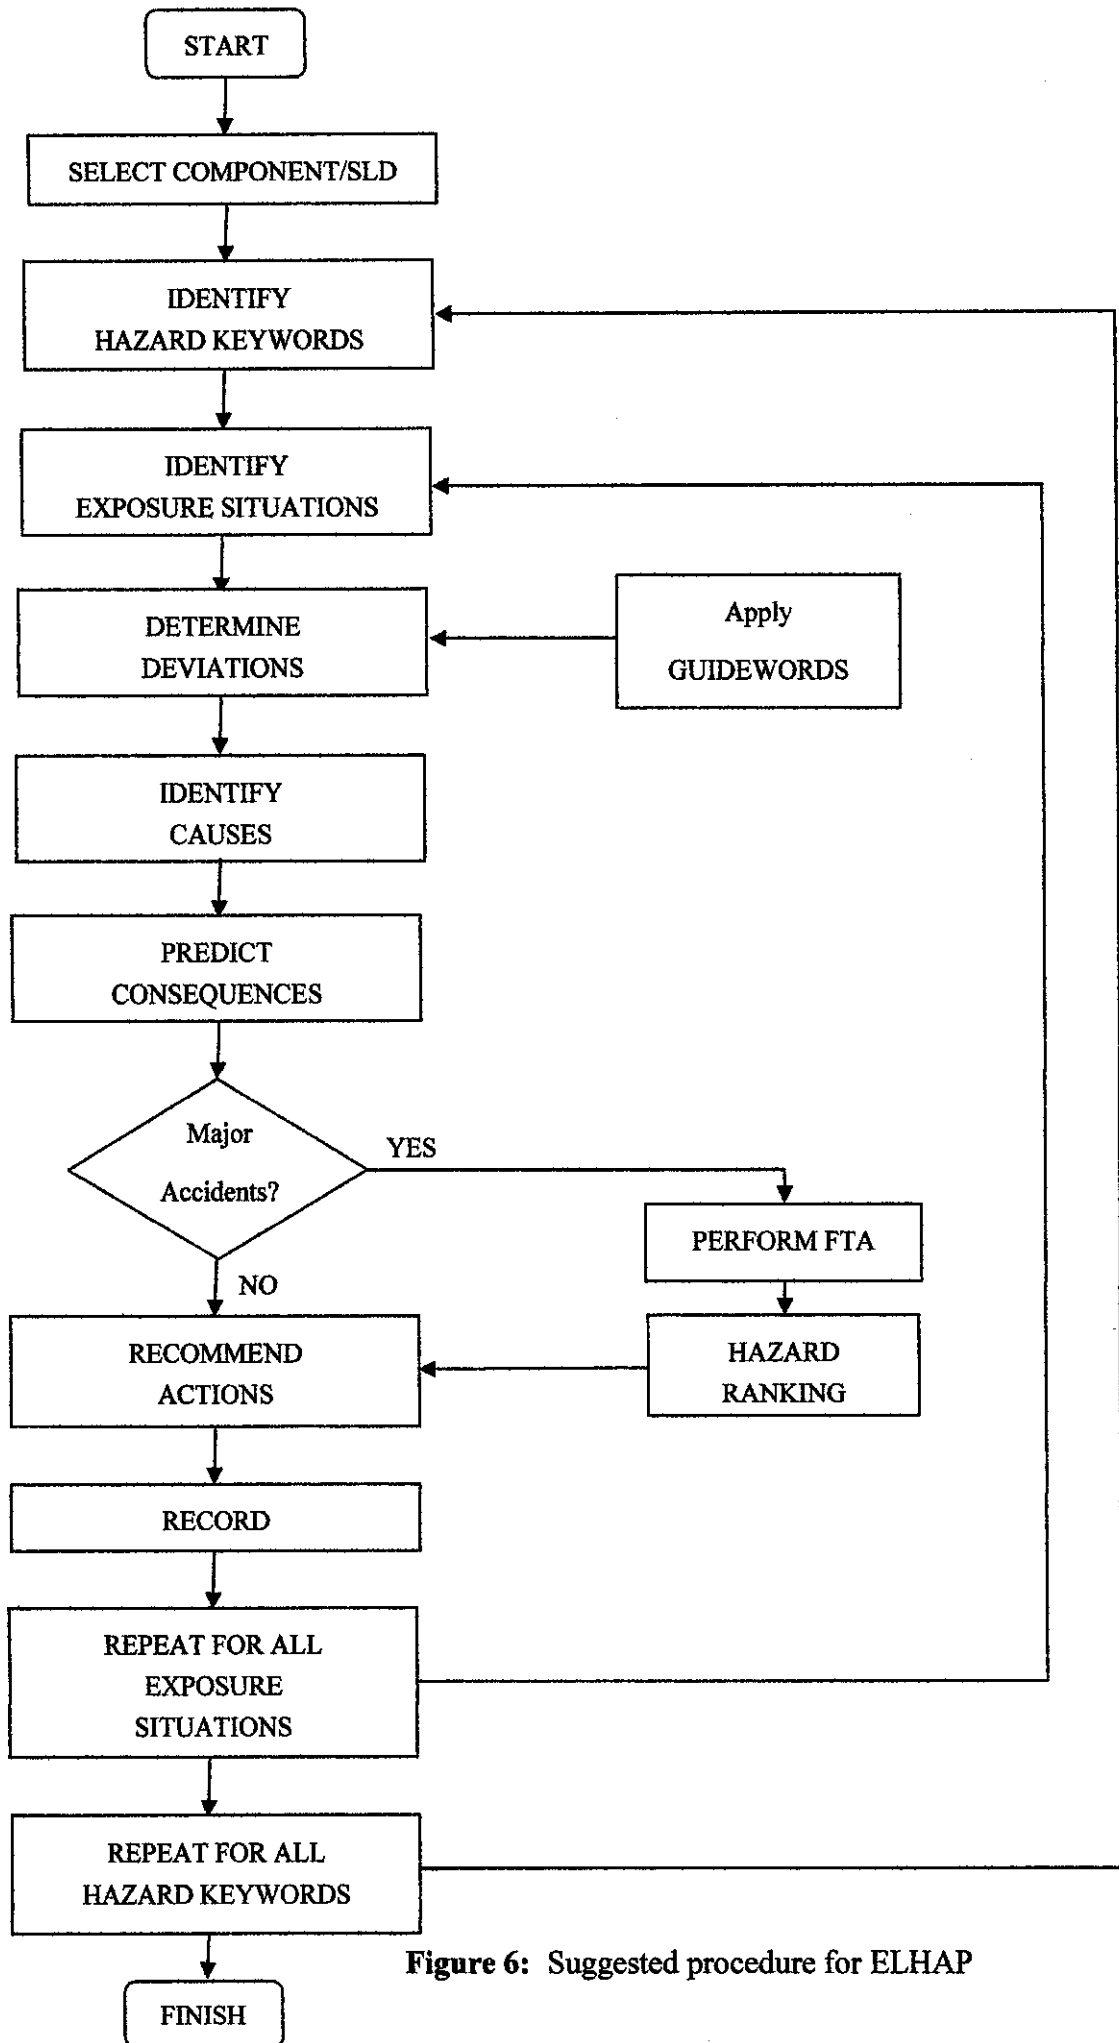 START
SELECT COMPONENT/SLD
IDENTIFY
HAZARD KEYWORDS
IDENTIFY
EXPOSURE SITUATIONS
DETERMINE
DEVIATIONS
Apply
GUIDEWORDS
IDENTIFY
CAUSES
PREDICT
CONSEQUENCES
Major
Accidents?
YES
NO
PERFORM FTA
HAZARD
RANKING
RECOMMEND
ACTIONS
RECORD
REPEAT FOR ALL
EXPOSURE
SITUATIONS
REPEAT FOR ALL
HAZARD KEYWORDS
FINISH
Figure 6: Suggested procedure for ELHAP